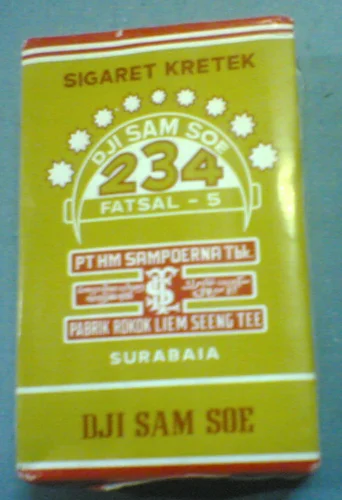 SIGARET KRETEK
DJI SAM SOE
234
FATSAL - 5
PT HM SAMPOERNA Tbk.
PABRIK ROKOK LIEM SEENG TEE
SURABAIA
DJI SAM SOE